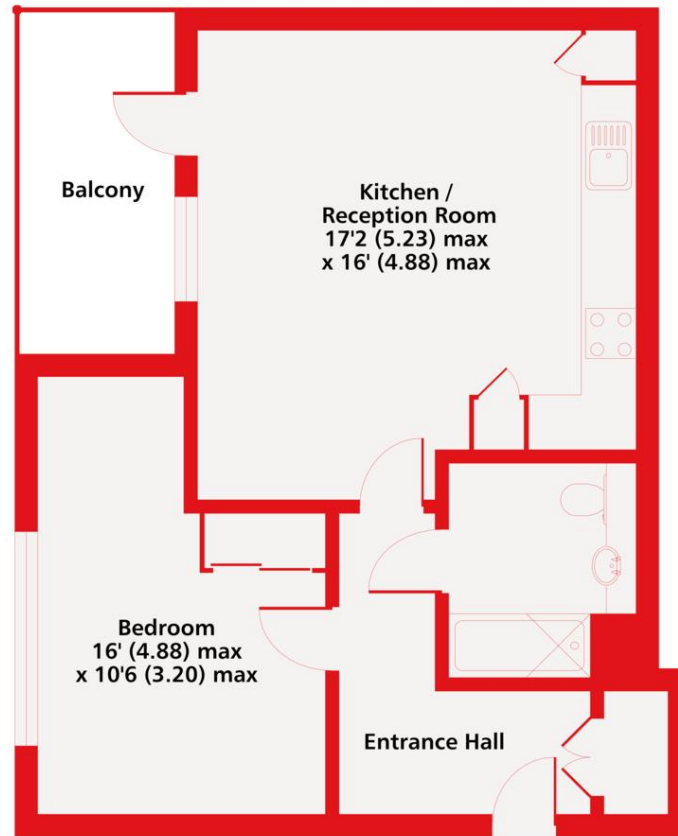 Balcony
Kitchen /
Reception Room
17'2 (5.23) max
x 16' (4.88) max
Bedroom
16' (4.88) max
x 10'6 (3.20) max
Entrance Hall